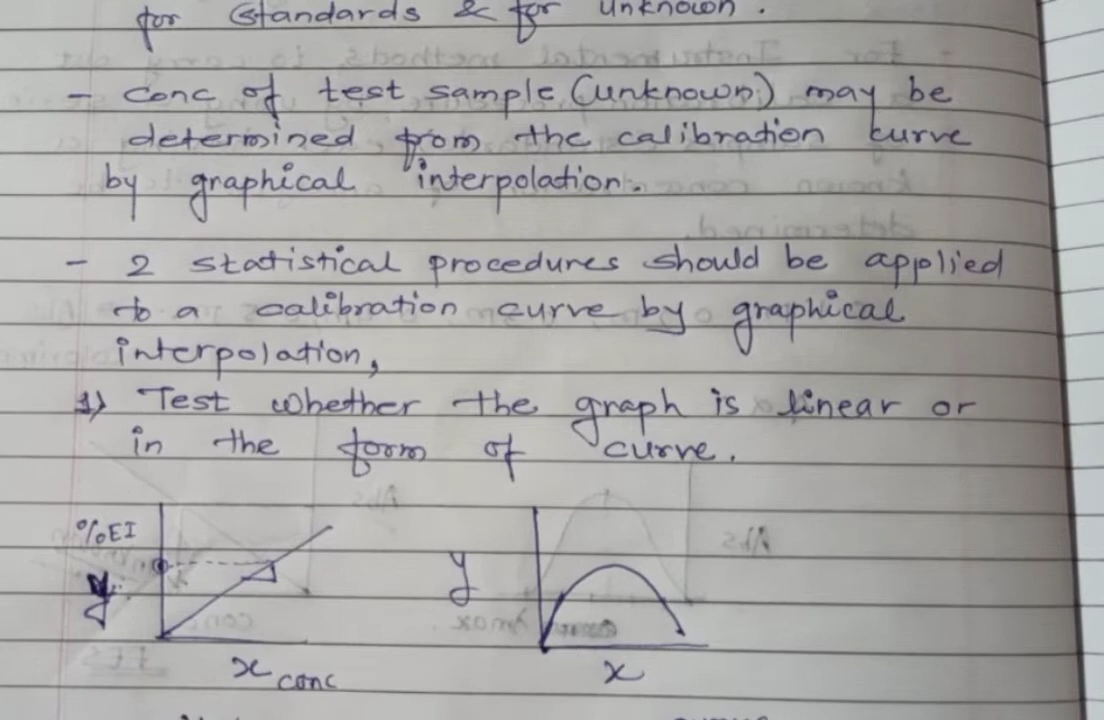 for standards & for unknown.
- conc of test sample (unknown) may be
determined from the calibration curve
by graphical interpolation.
- 2 statistical procedures should be applied
to a calibration curve by graphical
interpolation,
1) Test whether the graph is linear or
in the form of curve.
%EI
y
x conc
y
x